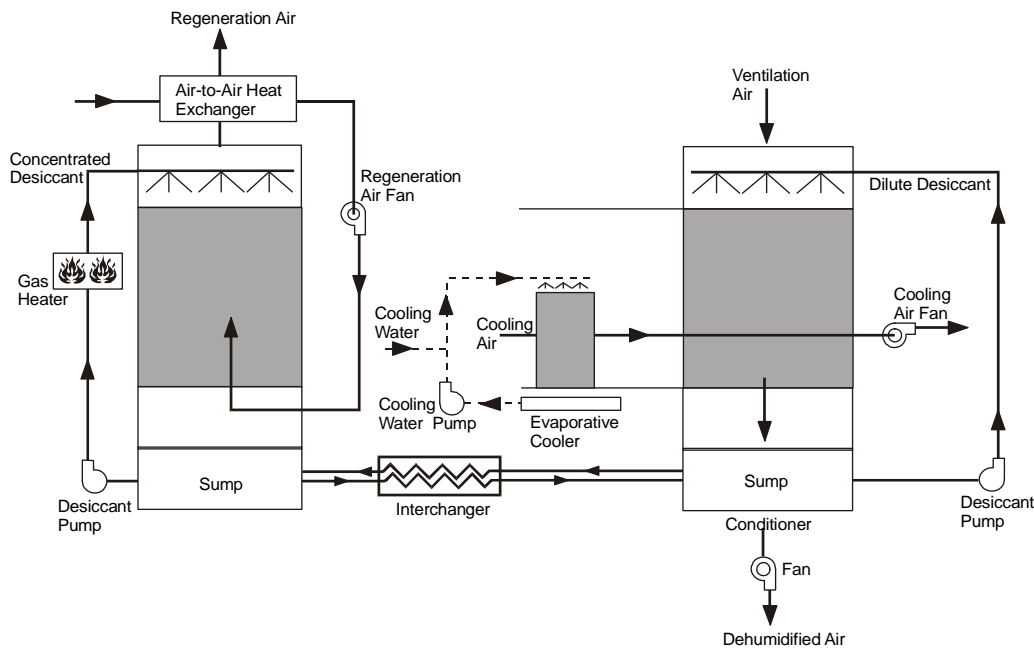 Regeneration Air
Air-to-Air Heat
Exchanger
Ventilation
Air
Concentrated
Desiccant
Regeneration
Air Fan
Dilute Desiccant
Gas
Heater
Cooling
Water
Cooling
Air
Cooling
Air Fan
Cooling
Water
Pump
Evaporative
Cooler
Sump
Interchanger
Sump
Desiccant
Pump
Desiccant
Pump
Conditioner
Fan
Dehumidified Air